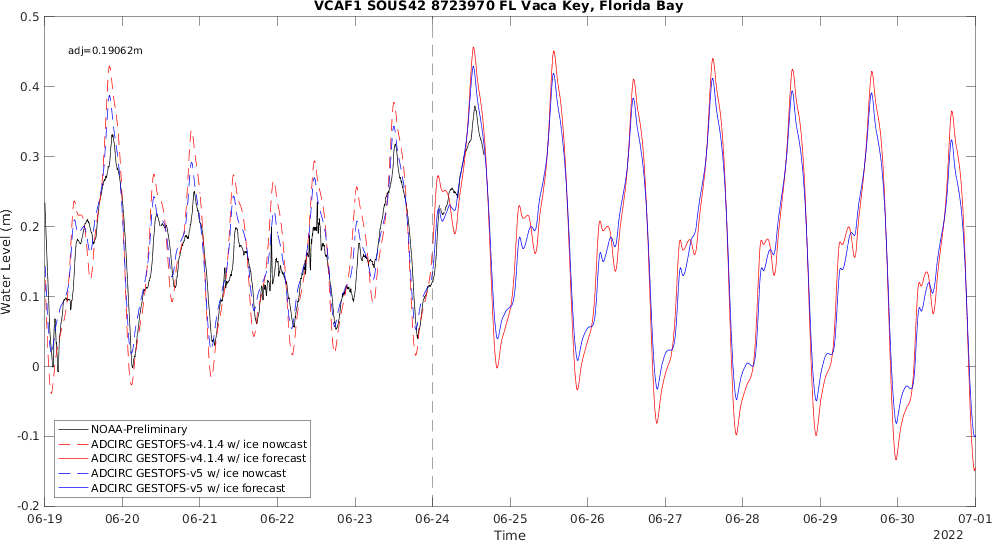 VCAF1 SOUS42 8723970 FL Vaca Key, Florida Bay
adj=0.19062m
0.5
0.4
0.3
0.2
0.1
0
-0.1
-0.2
Water Level (m)
NOAA-Preliminary
ADCIRC GESTOFS-v4.1.4 w/ ice nowcast
ADCIRC GESTOFS-v4.1.4 w/ ice forecast
ADCIRC GESTOFS-v5 w/ ice nowcast
ADCIRC GESTOFS-v5 w/ ice forecast
06-19 06-20 06-21 06-22 06-23 06-24 06-25 06-26 06-27 06-28 06-29 06-30 07-01
Time
2022